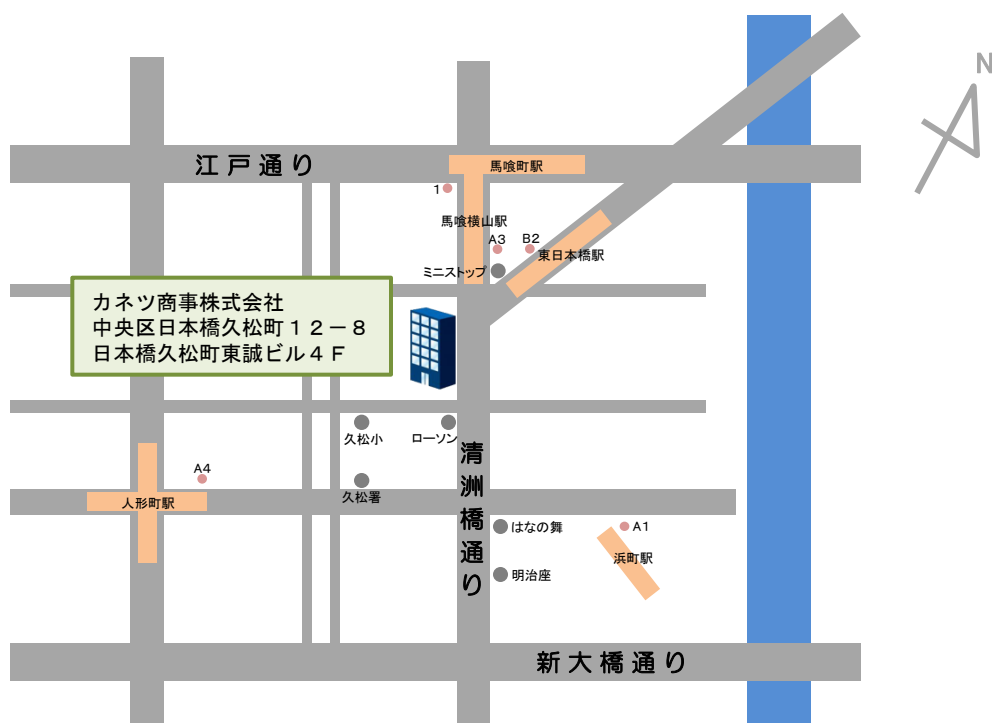 N
江戸通り
馬喰町駅
1
馬喰横山駅
A3
B2
東日本橋駅
ミニストップ
カネツ商事株式会社
中央区日本橋久松町１２－８
日本橋久松町東誠ビル４Ｆ
久松小
ローソン
清洲橋通り
A4
人形町駅
久松署
はなの舞
A1
浜町駅
明治座
新大橋通り